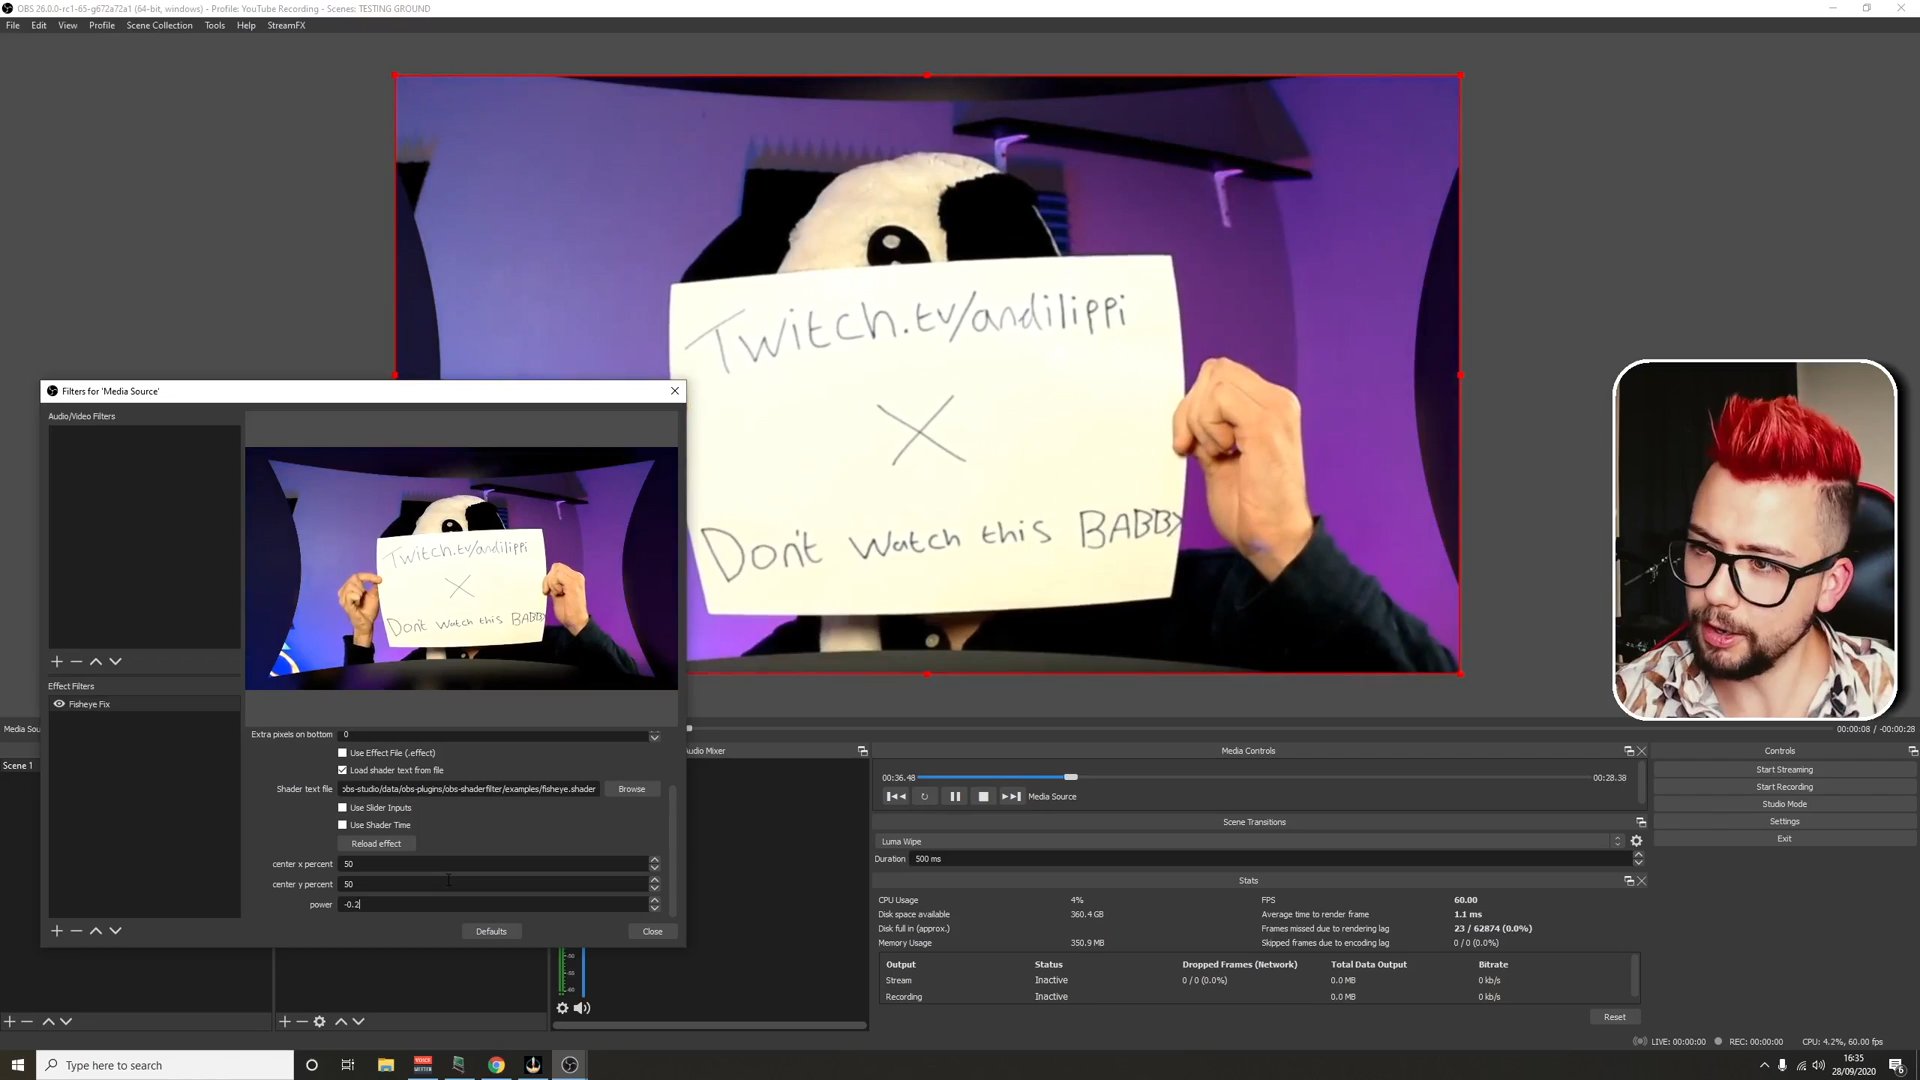 OBS 26.0.0-rc1-65-g672a72a1 (64-bit, windows) - Profile: YouTube Recording - Scenes: TESTING GROUND
File Edit View Profile Scene Collection Tools Help StreamFX
Twitch.tv/andilippi
X
Don't Watch this BABBY
Filters for 'Media Source'
Audio/Video Filters
Twitch.tv/andilippi
X
Don't Watch this BABBY
Effect Filters
Fisheye Fix
Extra pixels on bottom 0
Use Effect File (.effect)
Load shader text from file
Shader text file obs-studio/data/obs-plugins/obs-shaderfilter/examples/fisheye.shader Browse
Use Slider Inputs
Use Shader Time
Reload effect
center x percent 50
center y percent 50
power -0.2
Defaults Close
Media Sou
00:00:08 / -00:00:28
Scene 1
udio Mixer
Media Controls
00:36.48 00:28.38
Media Source
Scene Transitions
Luma Wipe
Duration 500 ms
Stats
CPU Usage 4% FPS 60.00
Disk space available 360.4 GB Average time to render frame 1.1 ms
Disk full in (approx.) Frames missed due to rendering lag 23 / 62874 (0.0%)
Memory Usage 350.9 MB Skipped frames due to encoding lag 0 / 0 (0.0%)
Output Status Dropped Frames (Network) Total Data Output Bitrate
Stream Inactive 0 / 0 (0.0%) 0.0 MB 0 kb/s
Recording Inactive 0.0 MB 0 kb/s
Reset
Controls
Start Streaming
Start Recording
Studio Mode
Settings
Exit
LIVE: 00:00:00 REC: 00:00:00 CPU: 4.2%, 60.00 fps
Type here to search
16:35
28/09/2020